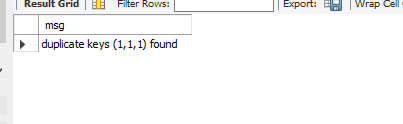 Result Grid Filter Rows: Export: Wrap Cell
msg
duplicate keys (1,1,1) found